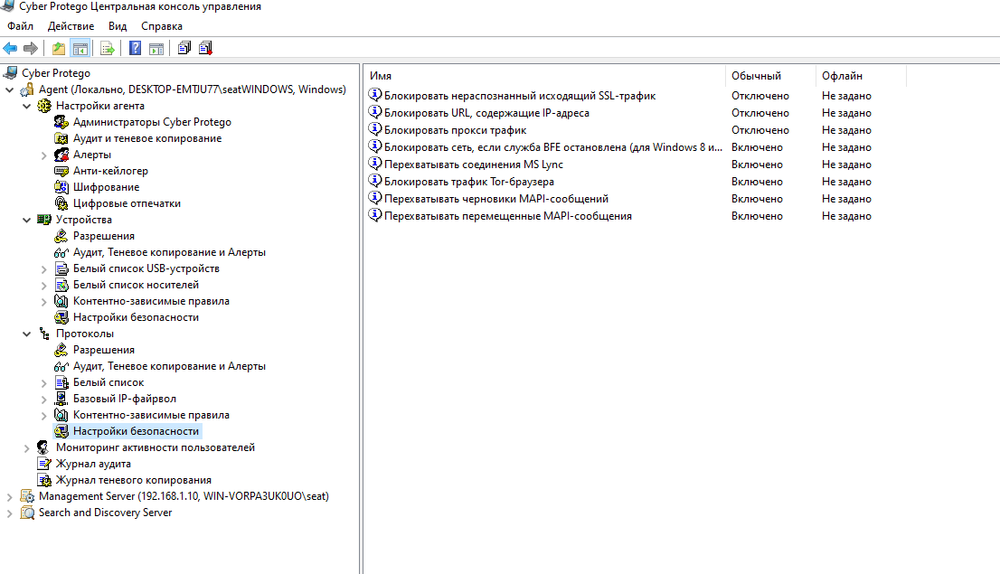 Cyber Protego Центральная консоль управления
Файл Действие Вид Справка
Cyber Protego
Agent (Локально, DESKTOP-EMTJU77\seatWINDOWS, Windows)
Настройки агента
Администраторы Cyber Protego
Аудит и теневое копирование
Алерты
Анти-кейлогер
Шифрование
Цифровые отпечатки
Устройства
Разрешения
Аудит, Теневое копирование и Алерты
Белый список USB-устройств
Белый список носителей
Контентно-зависимые правила
Настройки безопасности
Протоколы
Разрешения
Аудит, Теневое копирование и Алерты
Белый список
Базовый IP-файрвол
Контентно-зависимые правила
Настройки безопасности
Мониторинг активности пользователей
Журнал аудита
Журнал теневого копирования
Management Server (192.168.1.10, WIN-VORPA3UK0UO\seat)
Search and Discovery Server
Имя Обычный Офлайн
Блокировать нераспознанный исходящий SSL-трафик Отключено Не задано
Блокировать URL, содержащие IP-адреса Отключено Не задано
Блокировать прокси трафик Отключено Не задано
Блокировать сеть, если служба BFE остановлена (для Windows 8 и... Включено Не задано
Перехватывать соединения MS Lync Включено Не задано
Блокировать трафик Tor-браузера Включено Не задано
Перехватывать черновики MAPI-сообщений Включено Не задано
Перехватывать перемещенные MAPI-сообщения Включено Не задано